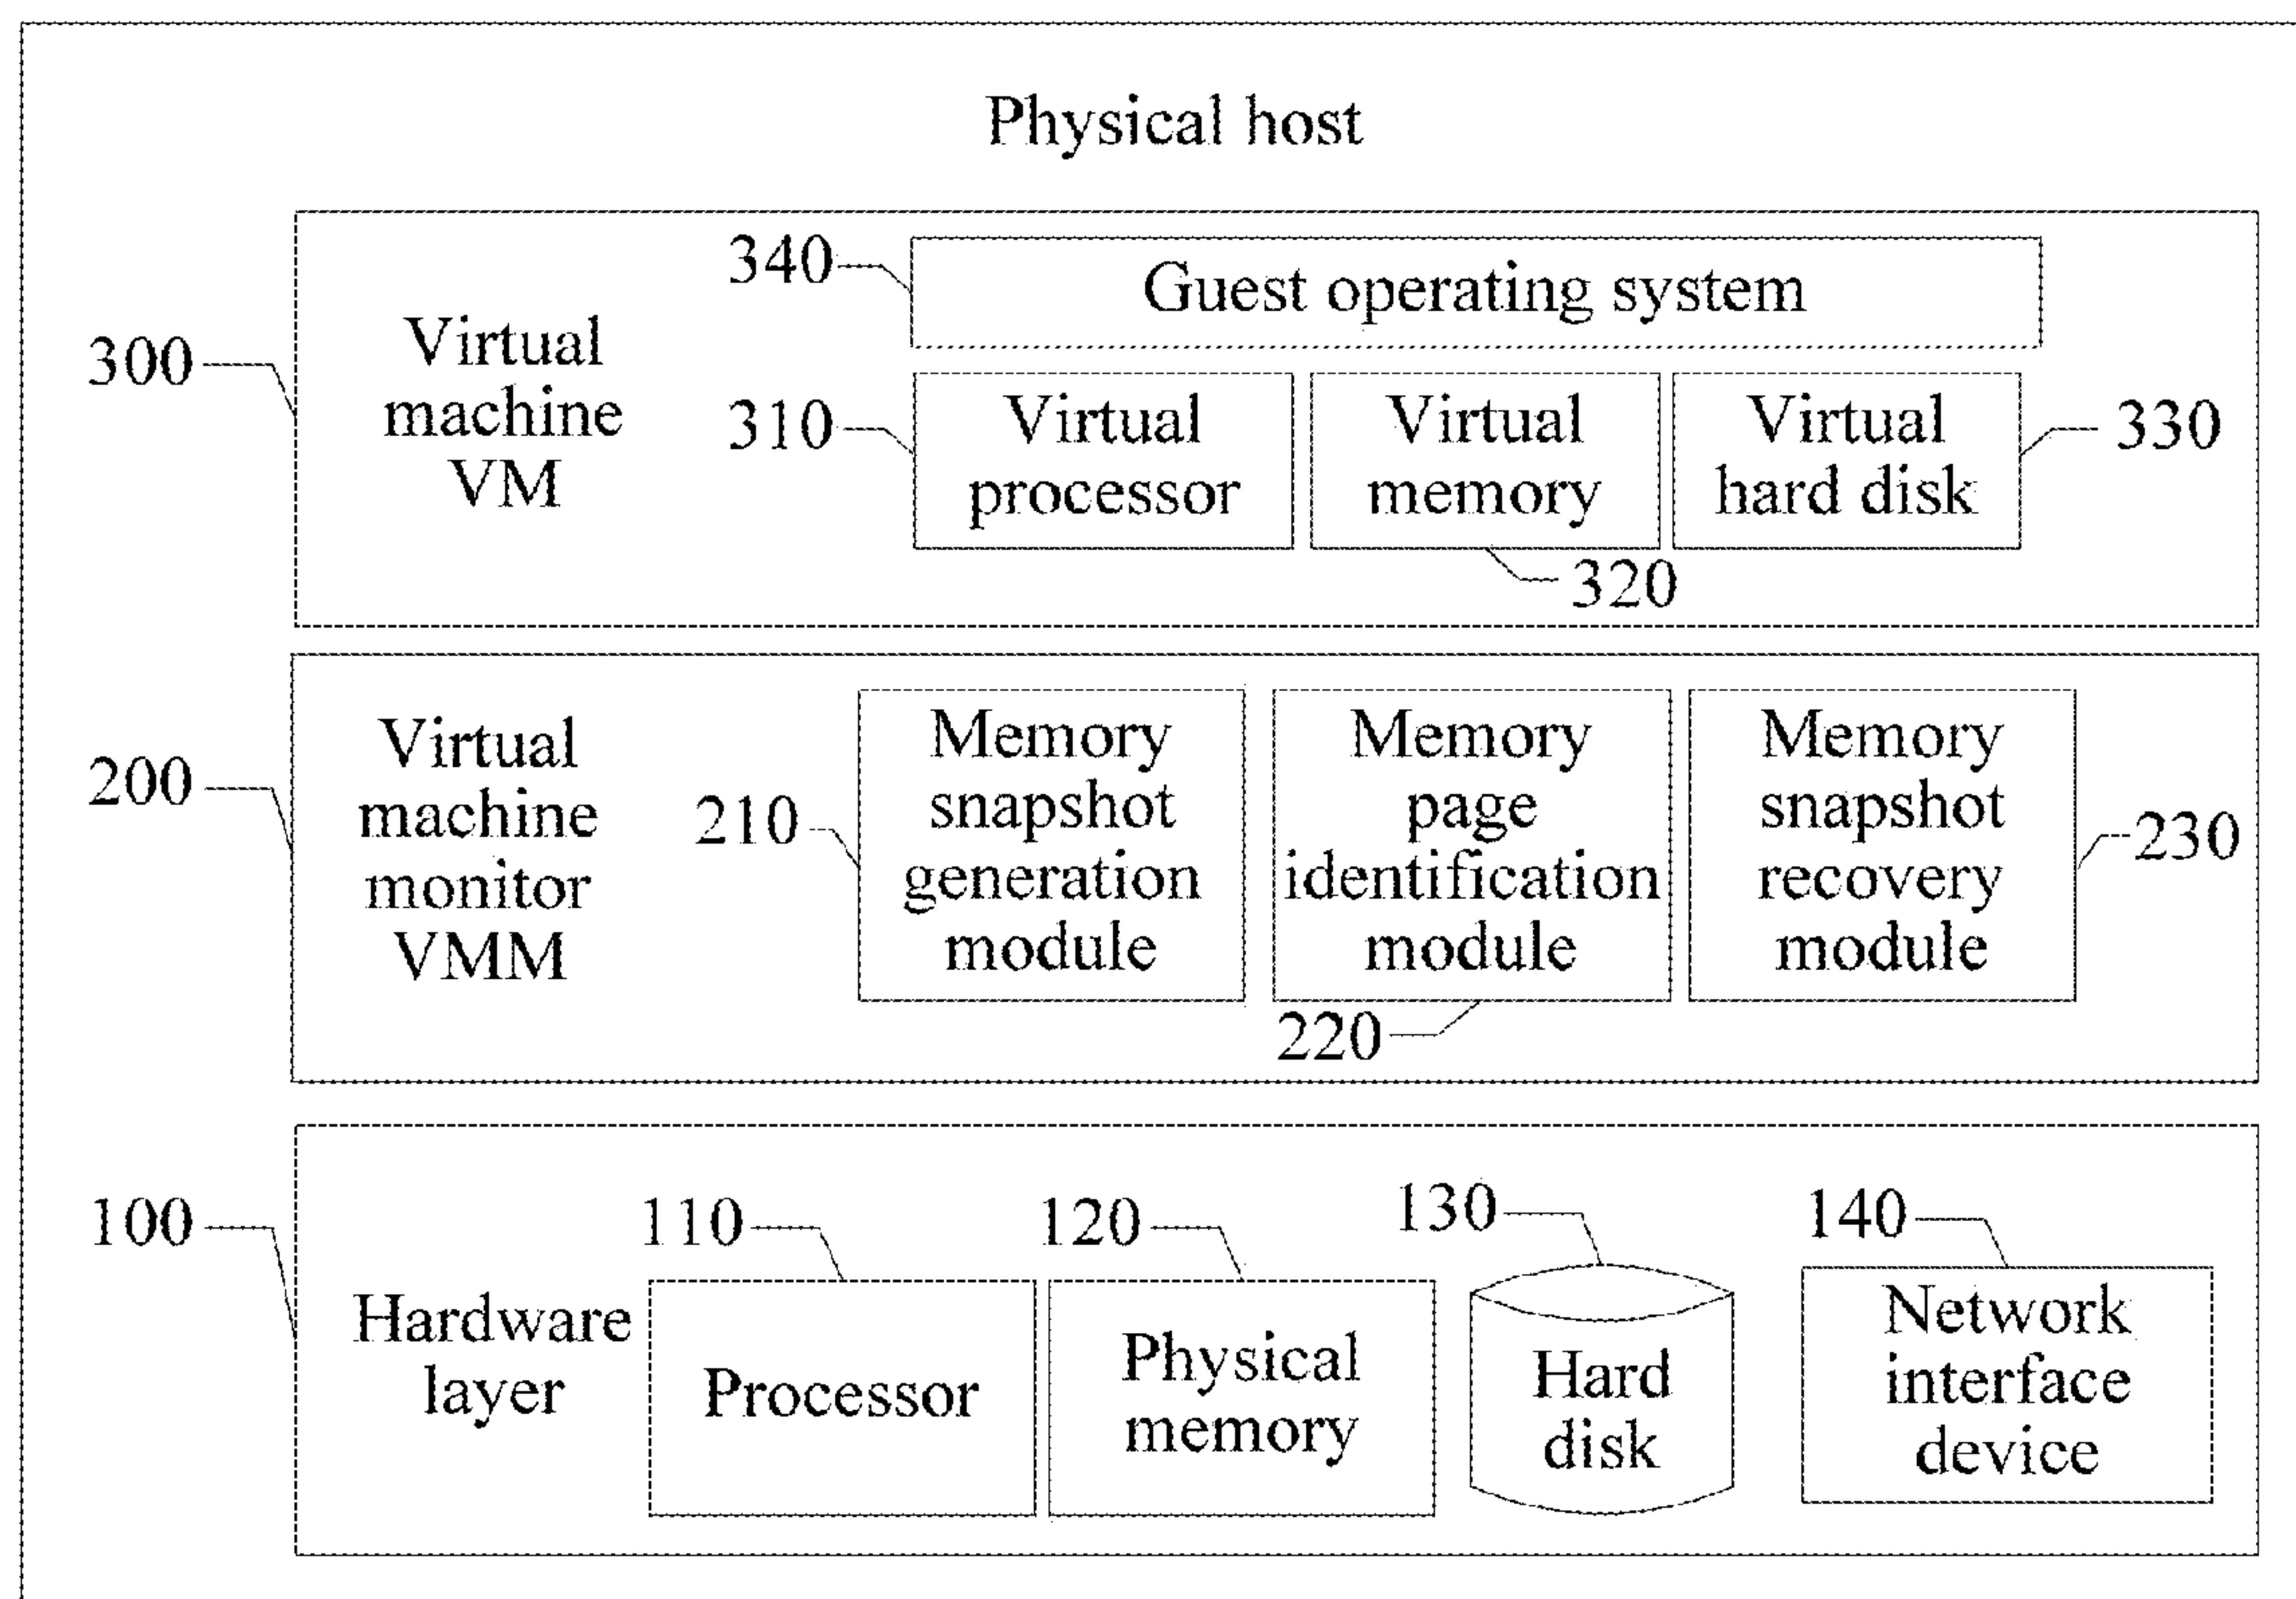 Physical host
340
Guest operating system
300
Virtual
machine
VM
310
Virtual
processor
Virtual
memory
Virtual
hard disk
330
320
200
Virtual
machine
monitor
VMM
210
Memory
snapshot
generation
module
Memory
page
identification
module
Memory
snapshot
recovery
module
230
220
100
Hardware
layer
110
Processor
120
Physical
memory
130
Hard
disk
140
Network
interface
device